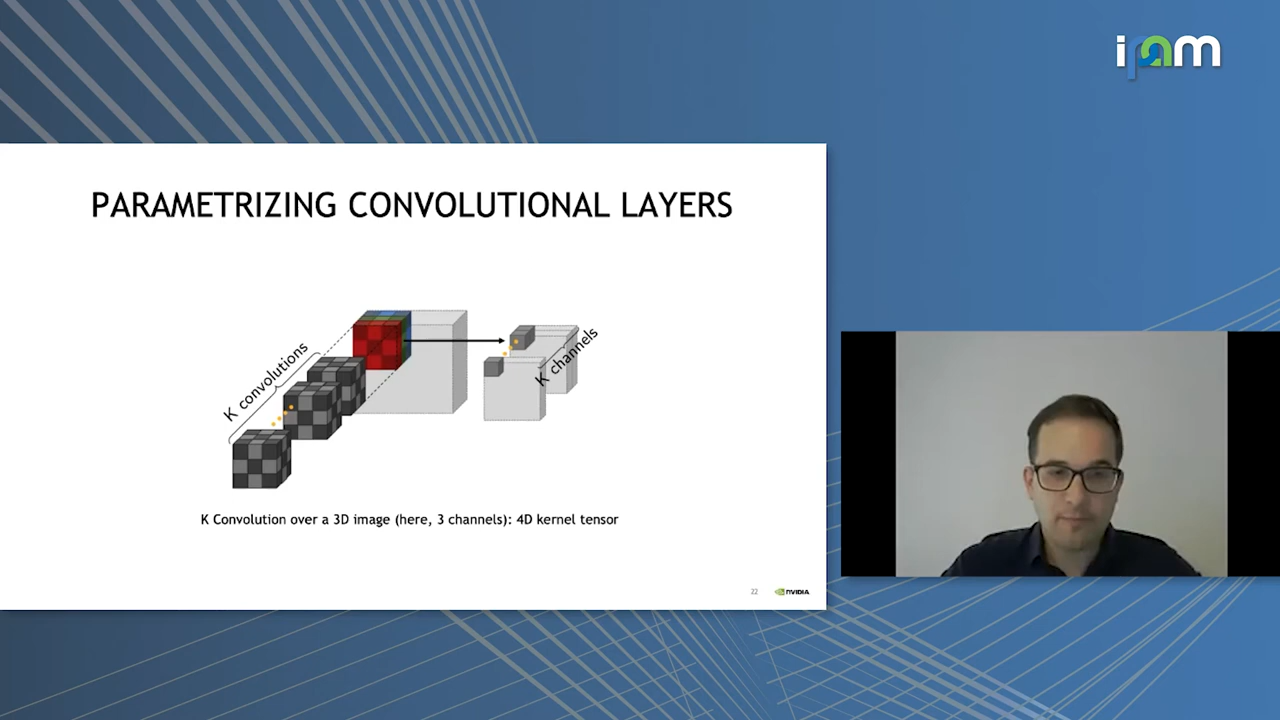 ipam
PARAMETRIZING CONVOLUTIONAL LAYERS
K convolutions
K channels
K Convolution over a 3D image (here, 3 channels): 4D kernel tensor
22
NVIDIA